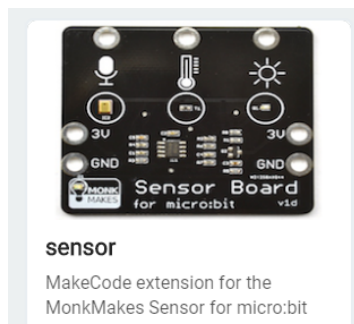 3V
3V
GND
GND
MONK
MAKES
Sensor Board
for micro:bit
v1d
sensor
MakeCode extension for the
MonkMakes Sensor for micro:bit